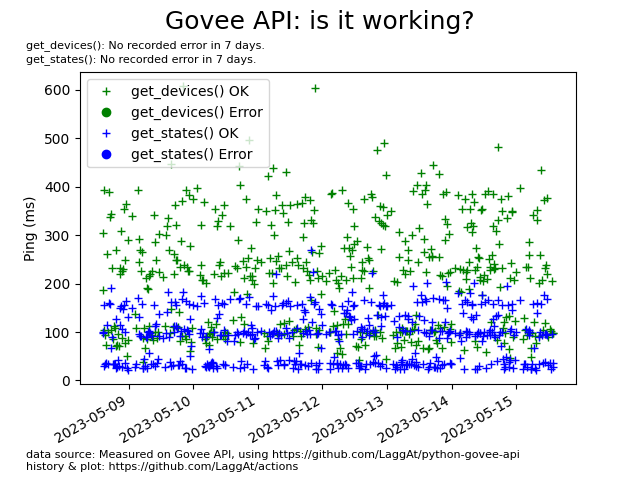 Govee API: is it working?
get_devices(): No recorded error in 7 days.
get_states(): No recorded error in 7 days.
get_devices() OK
get_devices() Error
get_states() OK
get_states() Error
Ping (ms)
600
500
400
300
200
100
0
2023-05-09
2023-05-10
2023-05-11
2023-05-12
2023-05-13
2023-05-14
2023-05-15
data source: Measured on Govee API, using https://github.com/LaggAt/python-govee-api
history & plot: https://github.com/LaggAt/actions